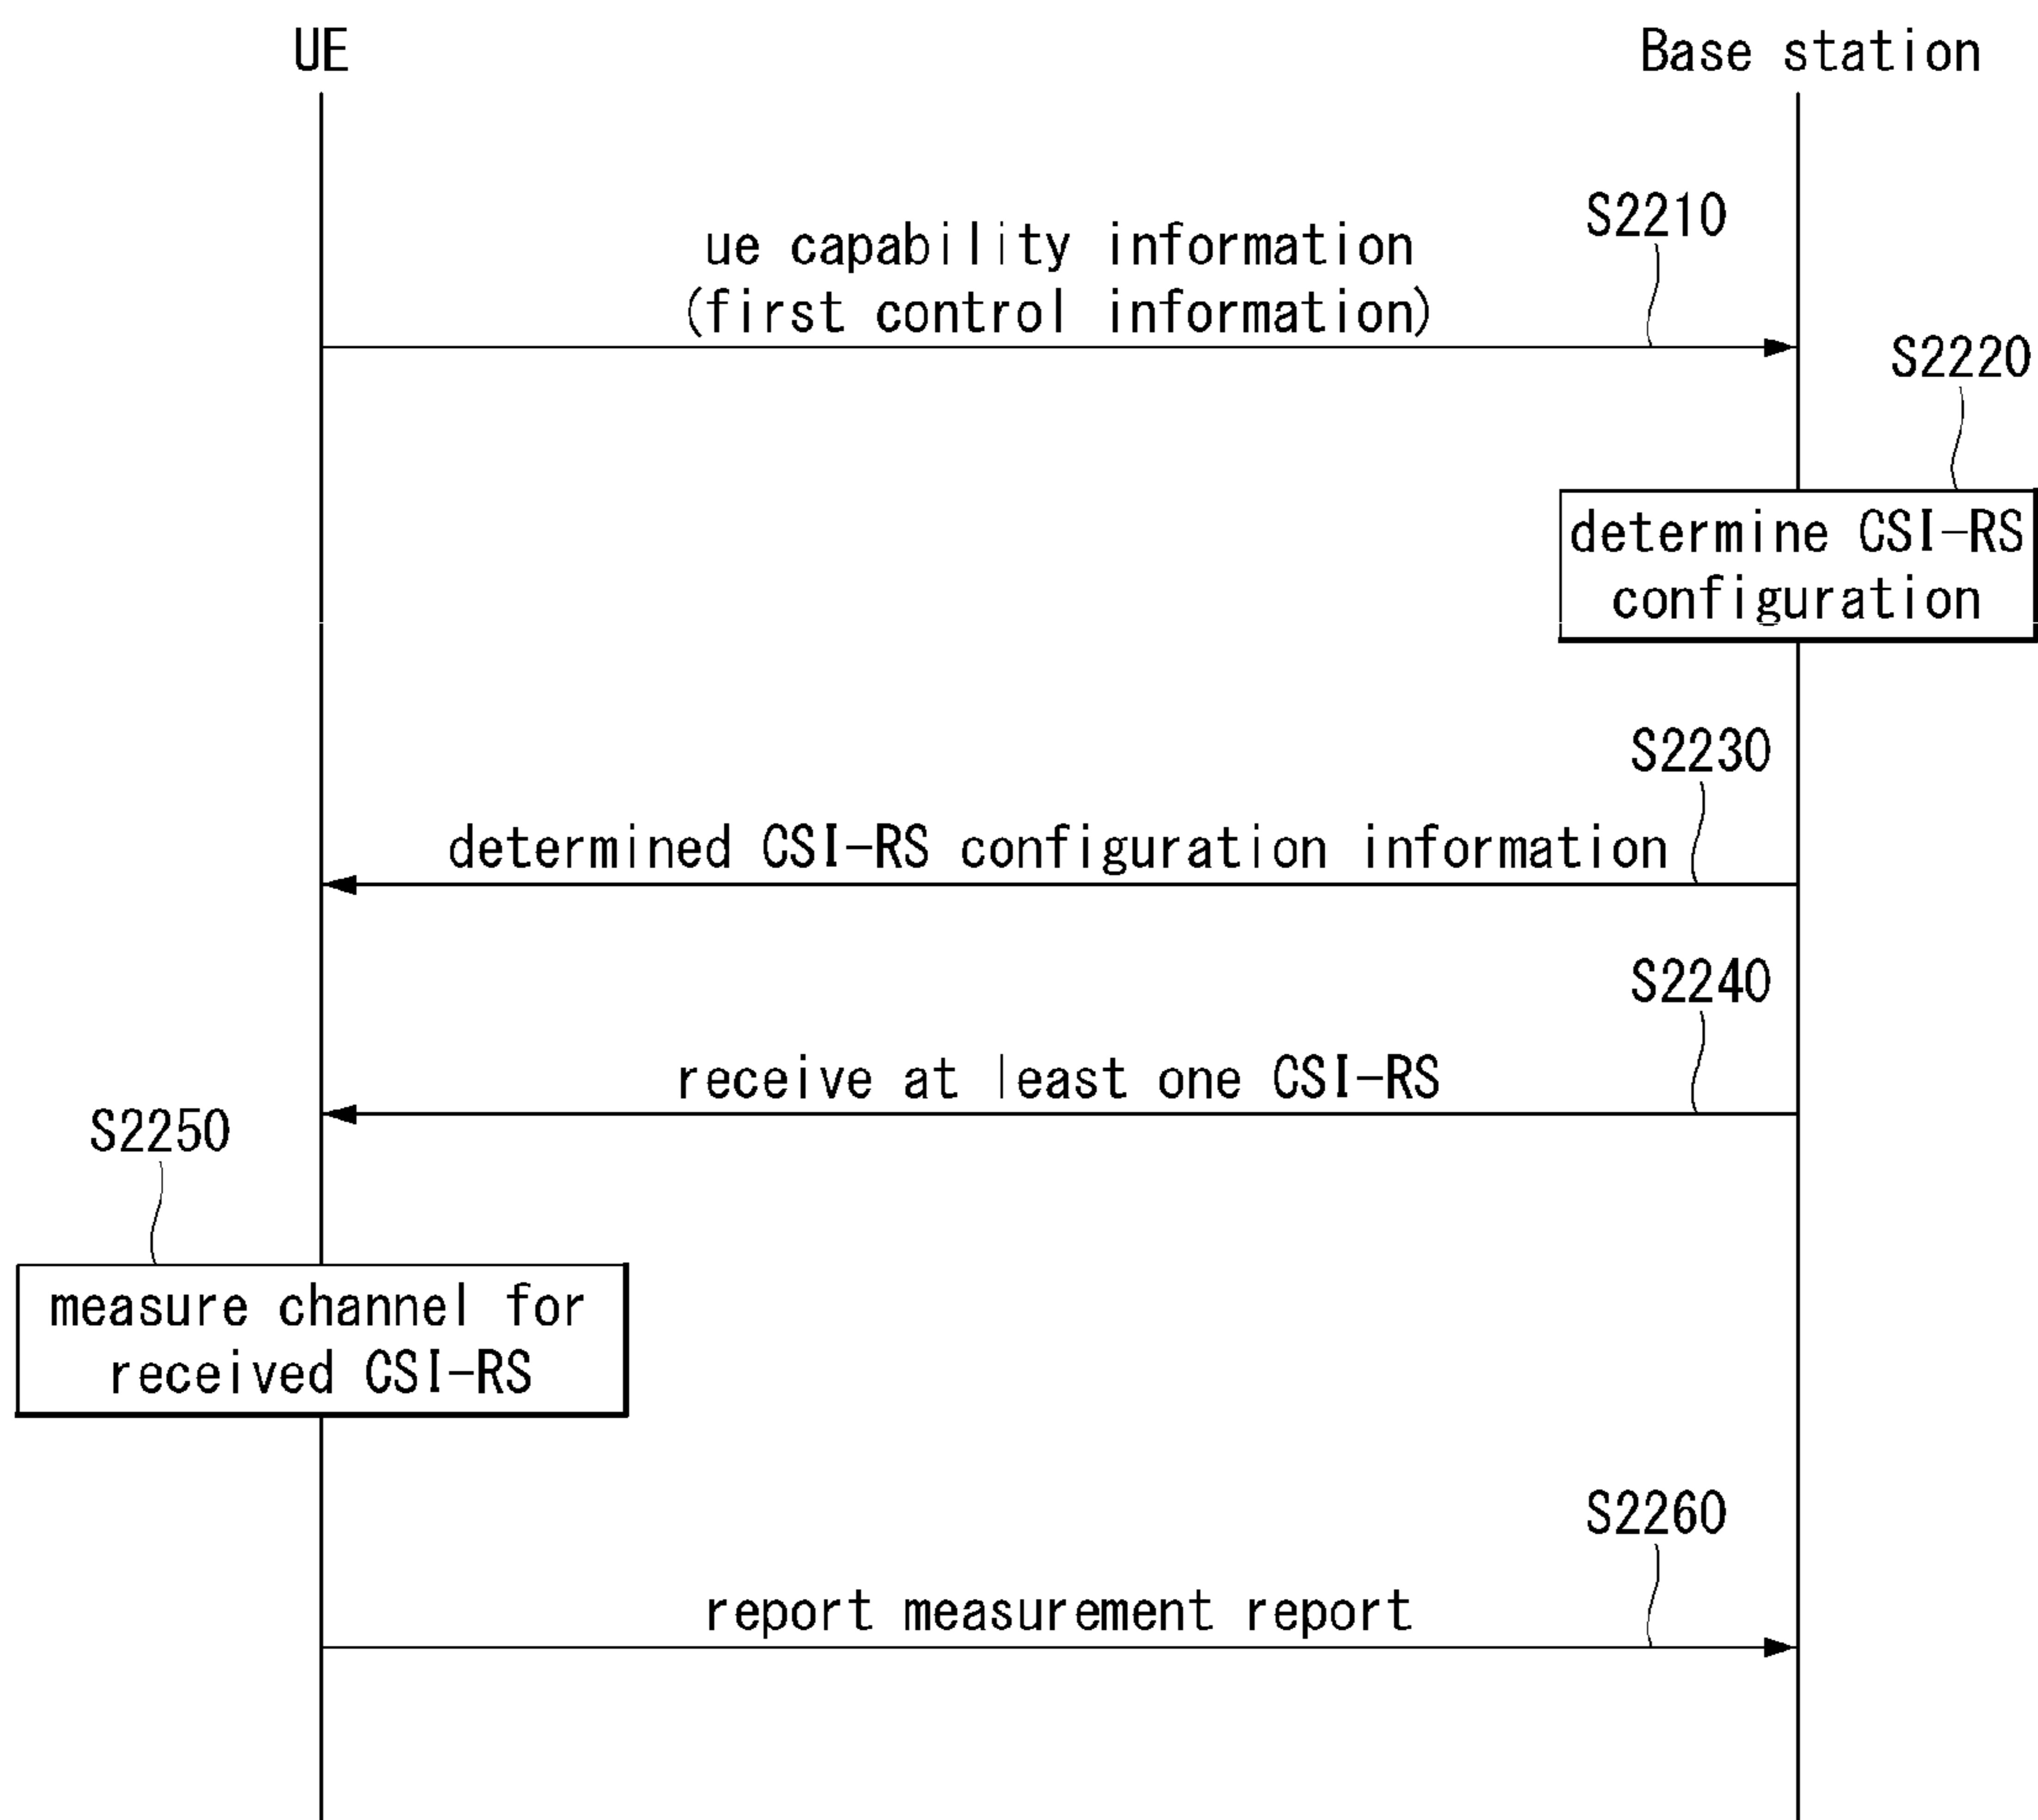 UE
Base station
S2210
ue capability information
(first control information)
S2220
determine CSI-RS
configuration
S2230
determined CSI-RS configuration information
S2240
receive at least one CSI-RS
S2250
measure channel for
received CSI-RS
S2260
report measurement report